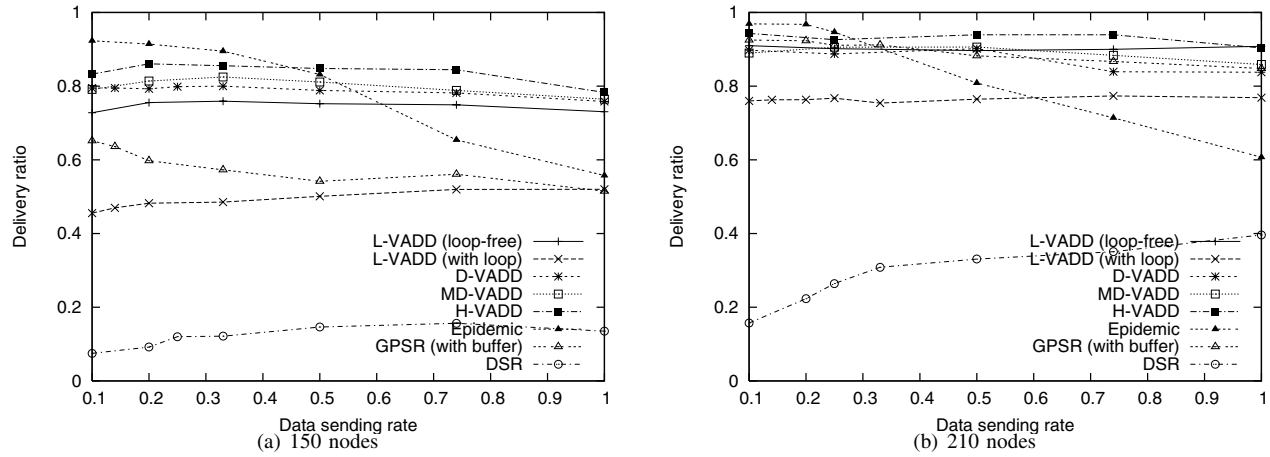 1
0.8
0.6
0.4
0.2
0
Delivery ratio
L-VADD (loop-free)
L-VADD (with loop)
D-VADD
MD-VADD
H-VADD
Epidemic
GPSR (with buffer)
DSR
0.1 0.2 0.3 0.4 0.5 0.6 0.7 0.8 0.9 1
Data sending rate
(a) 150 nodes
1
0.8
0.6
0.4
0.2
0
Delivery ratio
L-VADD (loop-free)
L-VADD (with loop)
D-VADD
MD-VADD
H-VADD
Epidemic
GPSR (with buffer)
DSR
0.1 0.2 0.3 0.4 0.5 0.6 0.7 0.8 0.9 1
Data sending rate
(b) 210 nodes